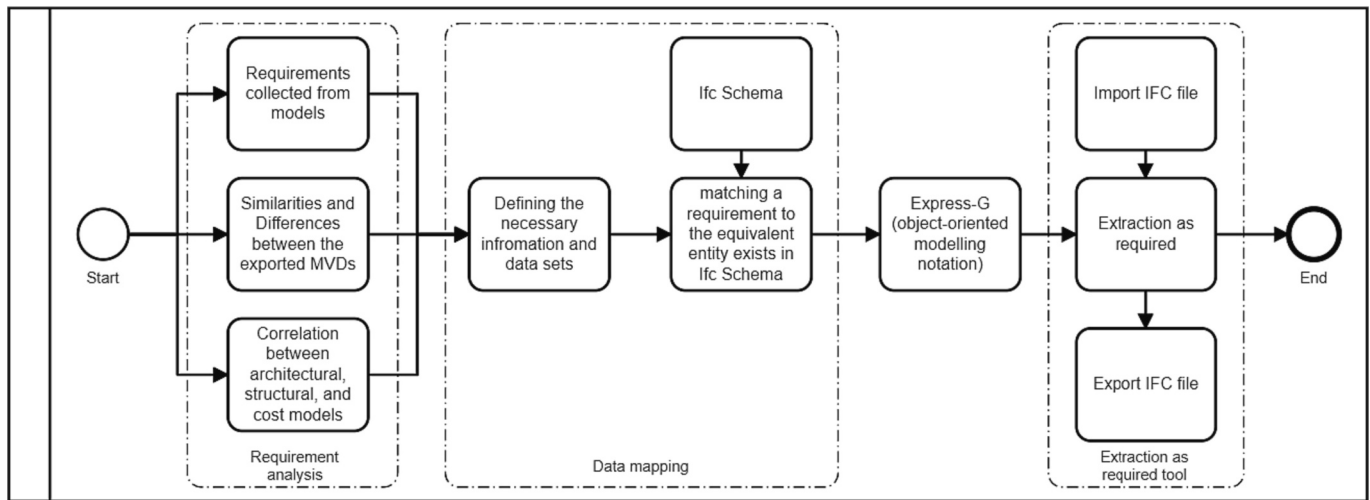 Start
Requirements
collected from
models
Similarities and
Differences
between the
exported MVDs
Correlation
between
architectural,
structural, and
cost models
Requirement
analysis
Defining the
necessary
infromation and
data sets
Ifc Schema
matching a
requirement to
the equivalent
entity exists in
Ifc Schema
Data mapping
Express-G
(object-oriented
modelling
notation)
Import IFC file
Extraction as
required
Export IFC file
Extraction as
required tool
End